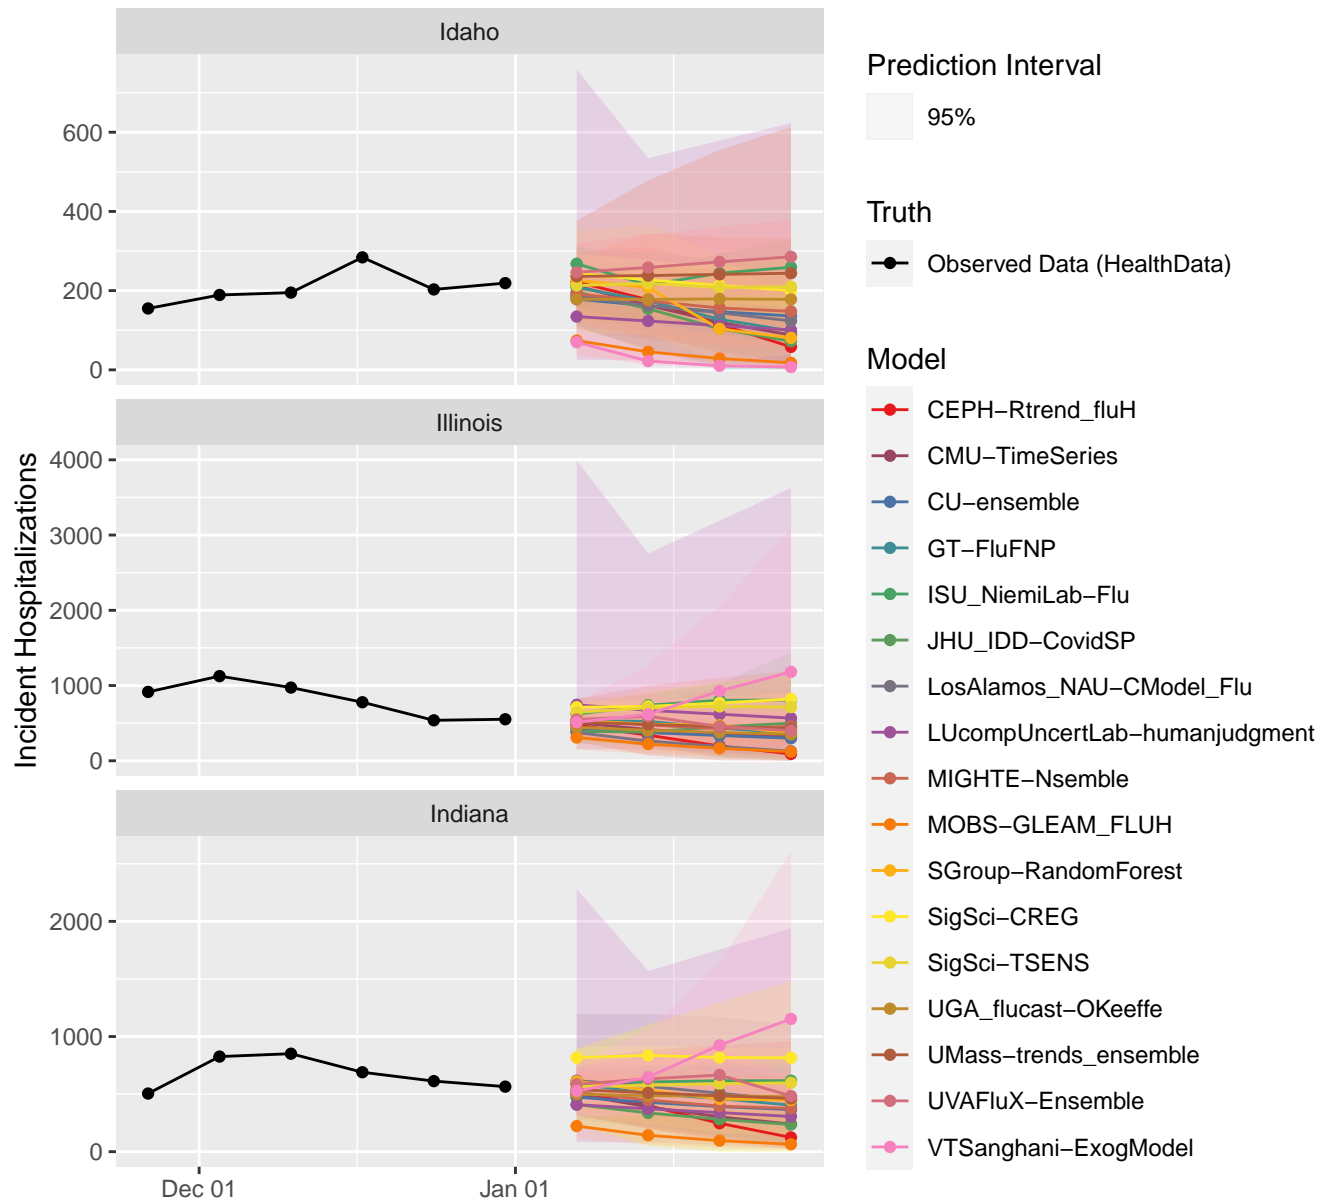 Idaho
600
400
200
0
Illinois
4000
3000
2000
1000
0
Indiana
2000
1000
0
Dec 01
Jan 01
Incident Hospitalizations
Prediction Interval
95%
Truth
Observed Data (HealthData)
Model
CEPH−Rtrend_fluH
CMU−TimeSeries
CU−ensemble
GT−FluFNP
ISU_NiemiLab−Flu
JHU_IDD−CovidSP
LosAlamos_NAU−CModel_Flu
LUcompUncertLab−humanjudgment
MIGHTE−Nsemble
MOBS−GLEAM_FLUH
SGroup−RandomForest
SigSci−CREG
SigSci−TSENS
UGA_flucast−OKeeffe
UMass−trends_ensemble
UVAFluX−Ensemble
VTSanghani−ExogModel